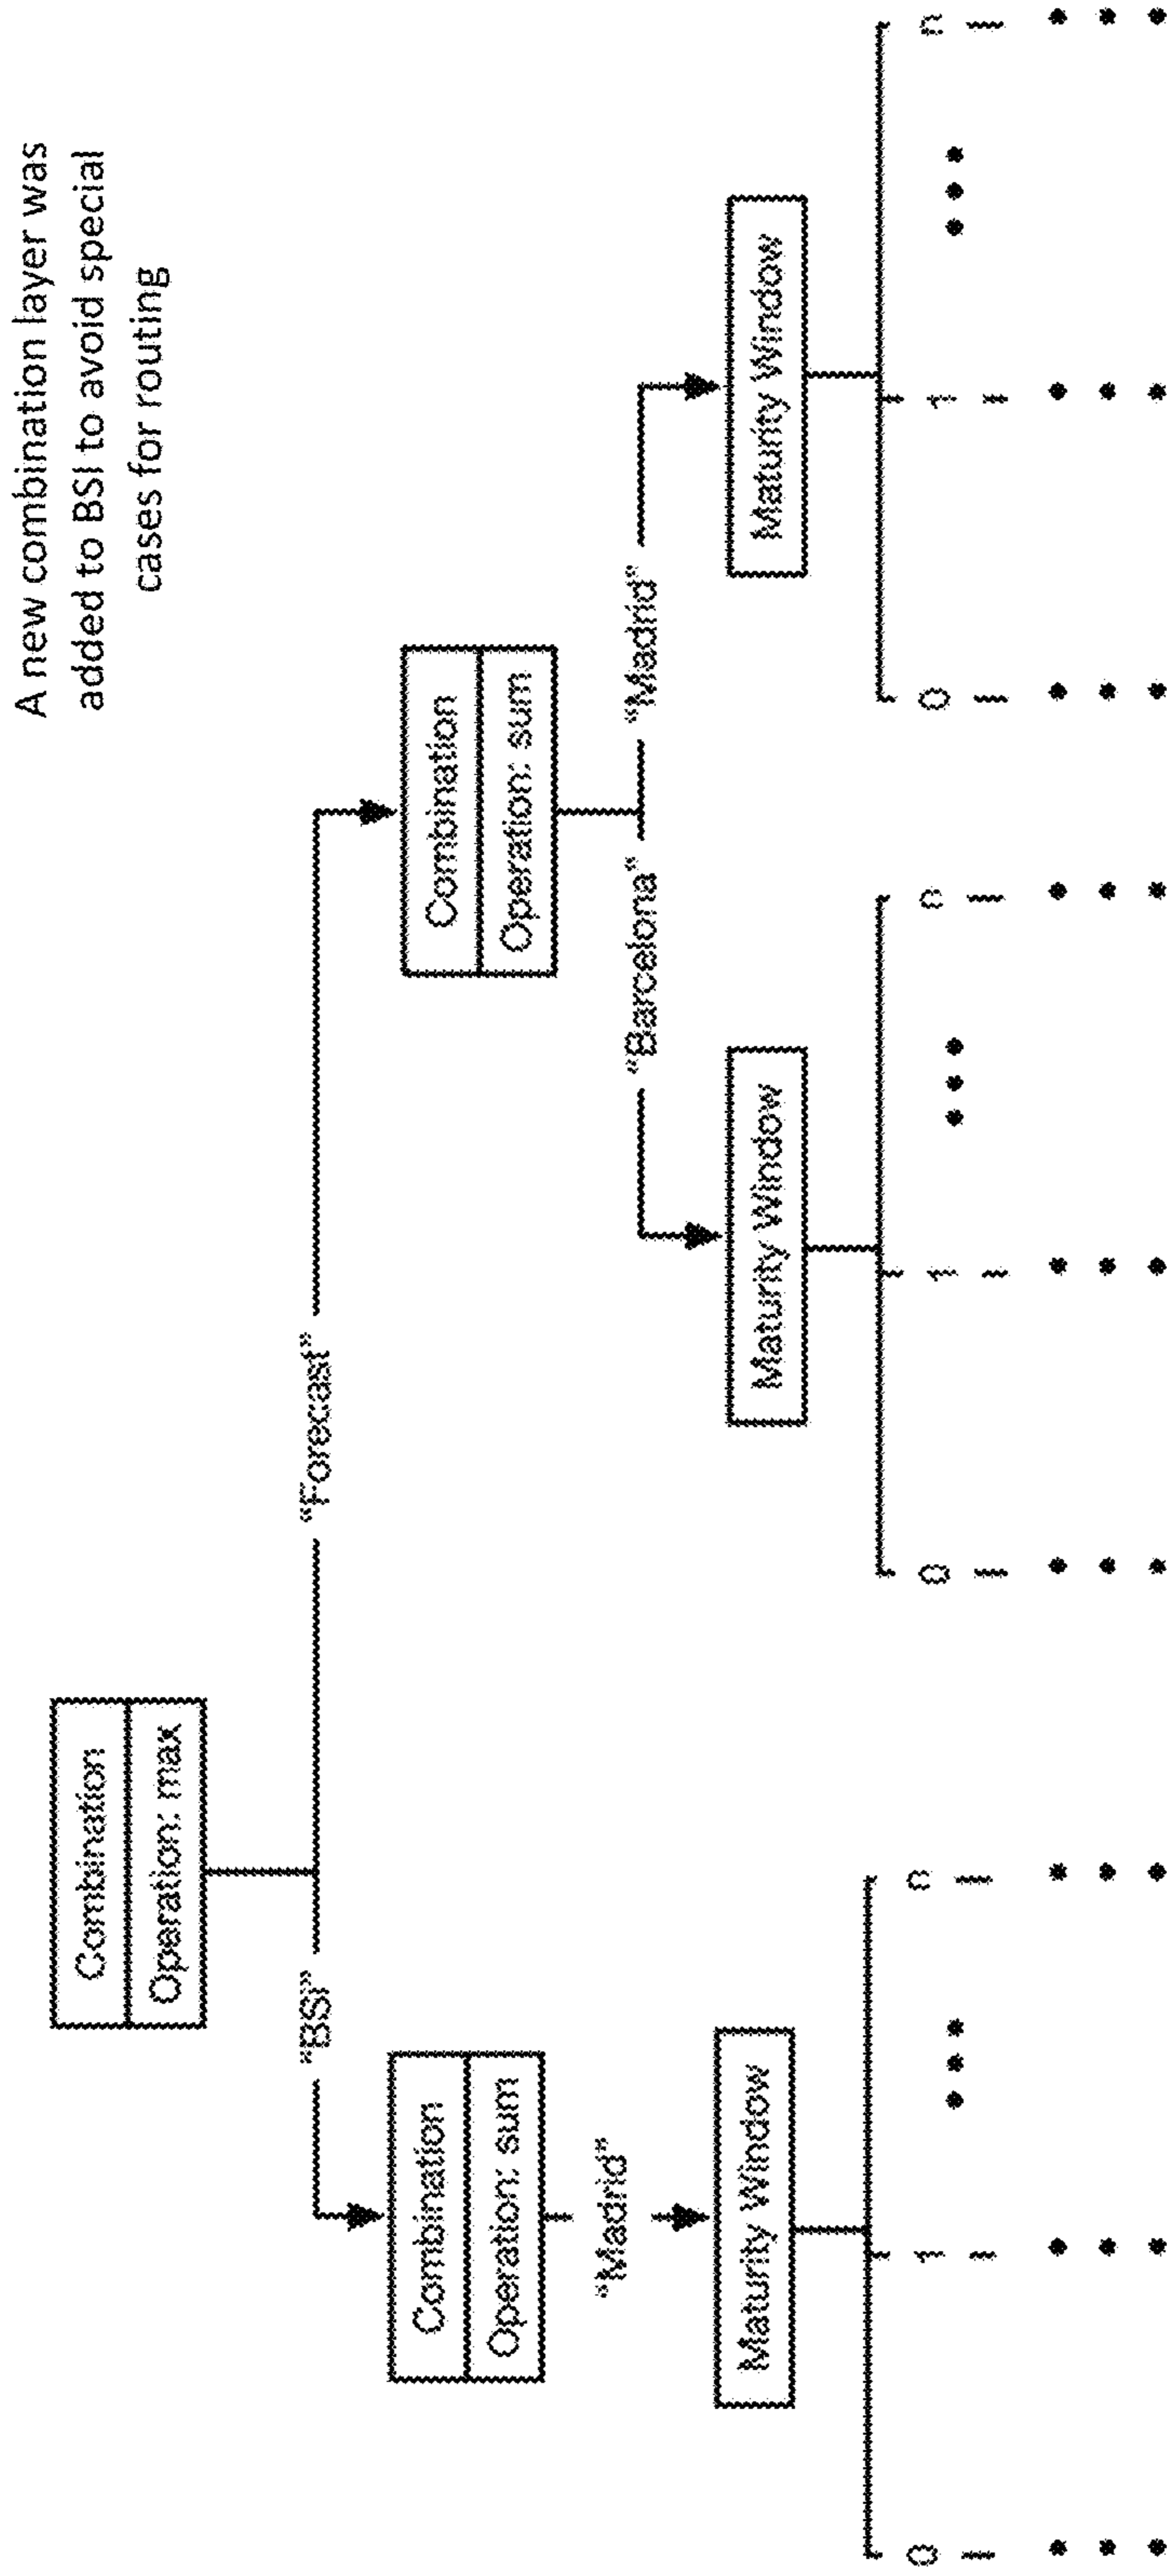 A new combination layer was
added to BSI to avoid special
cases for routing
Combination
Operation: max
“BSI”
“Forecast”
Combination
Operation: sum
Combination
Operation: sum
“Madrid”
“Barcelona”
“Madrid”
Maturity Window
Maturity Window
Maturity Window
0 1 n
0 1 n
0 1 n